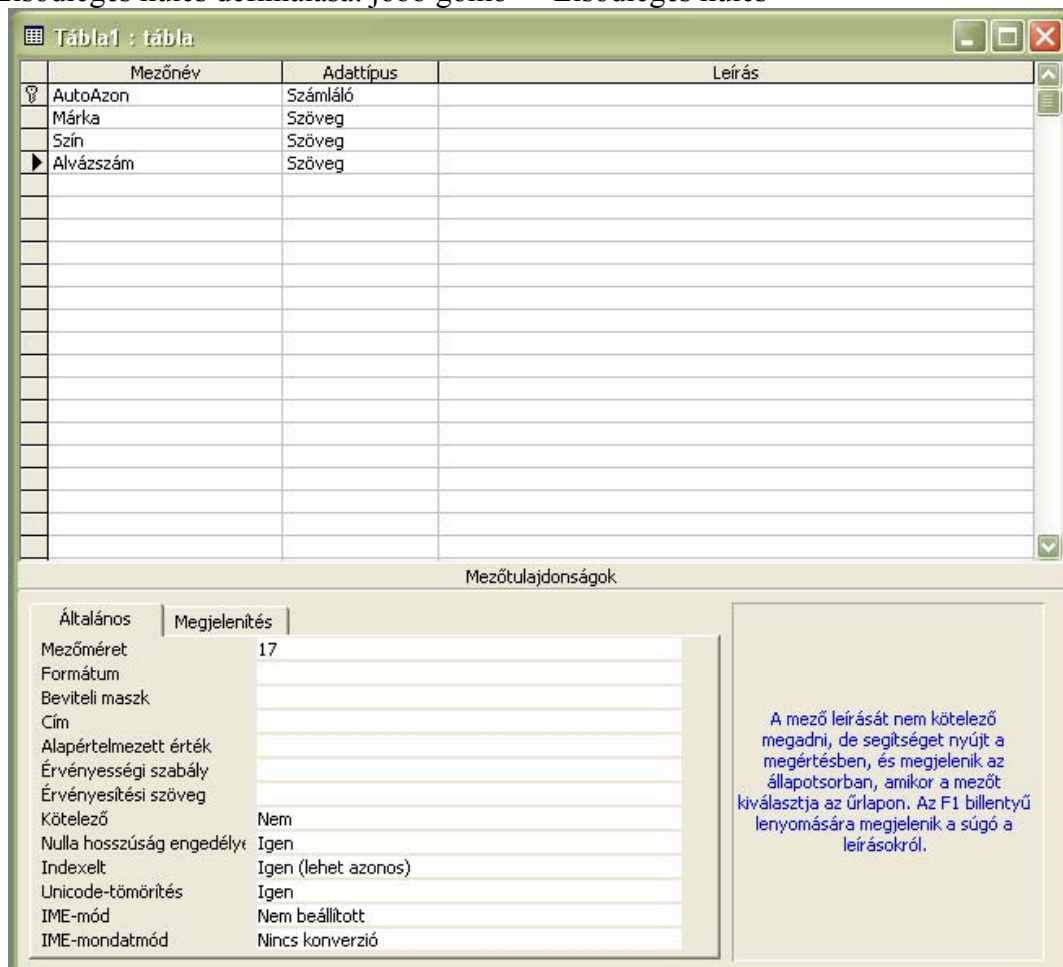 Elsődleges kulcs definiálása: jobb gomb
Elsődleges kulcs
Tábla1 : tábla
Mezőnév Adattípus Leírás
AutoAzon Számláló
Márka Szöveg
Szín Szöveg
Alvázszám Szöveg
Mezőtulajdonságok
Általános Megjelenítés
Mezőméret 17
Formátum
Beviteli maszk
Cím
Alapértelmezett érték
Érvényességi szabály
Érvényesítési szöveg
Kötelező Nem
Nulla hosszúság engedélye Igen
Indexelt Igen (lehet azonos)
Unicode-tömörítés Igen
IME-mód Nem beállított
IME-mondatmód Nincs konverzió
A mező leírását nem kötelező
megadni, de segítséget nyújt a
megértésben, és megjelenik az
állapotsorban, amikor a mezőt
kiválasztja az űrlapon. Az F1 billentyű
lenyomására megjelenik a súgó a
leírásokról.